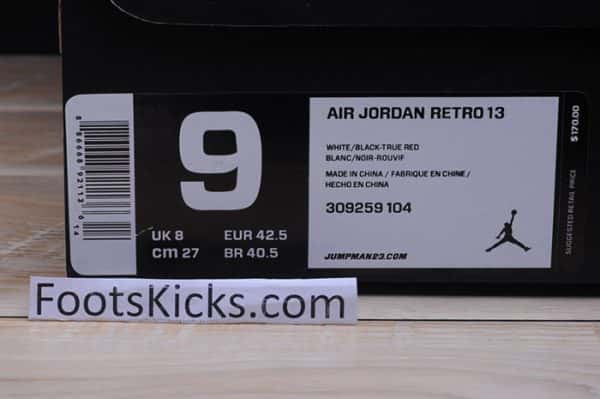 9
UK 8 EUR 42.5
cm 27 BR 40.5
AIR JORDAN RETRO 13
WHITE/BLACK-TRUE RED
BLANC/NOIR-ROUVIF
MADE IN CHINA / FABRIQUE EN CHINE /
HECHO EN CHINA
309259 104
JUMPMAN23.COM
$170.00
SUGGESTED RETAIL PRICE
FootsKicks.com